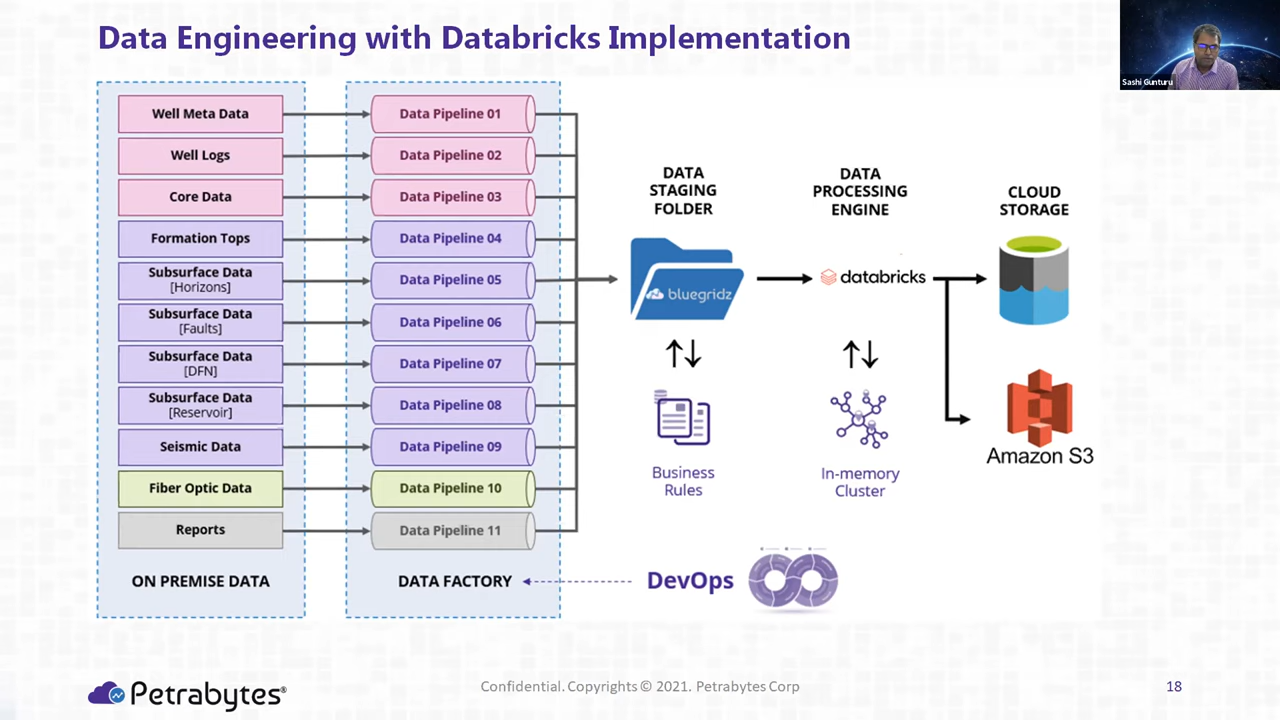 Data Engineering with Databricks Implementation
Sashi Gunturu
Well Meta Data
Data Pipeline 01
Well Logs
Data Pipeline 02
Core Data
Data Pipeline 03
Formation Tops
Data Pipeline 04
Subsurface Data
[Horizons]
Data Pipeline 05
Subsurface Data
[Faults]
Data Pipeline 06
Subsurface Data
[DFN]
Data Pipeline 07
Subsurface Data
[Reservoir]
Data Pipeline 08
Seismic Data
Data Pipeline 09
Fiber Optic Data
Data Pipeline 10
Reports
Data Pipeline 11
ON PREMISE DATA
DATA FACTORY
DATA
STAGING
FOLDER
bluegridz
Business
Rules
DATA
PROCESSING
ENGINE
databricks
In-memory
Cluster
CLOUD
STORAGE
Amazon S3
DevOps
Petrabytes®
Confidential. Copyrights © 2021. Petrabytes Corp
18